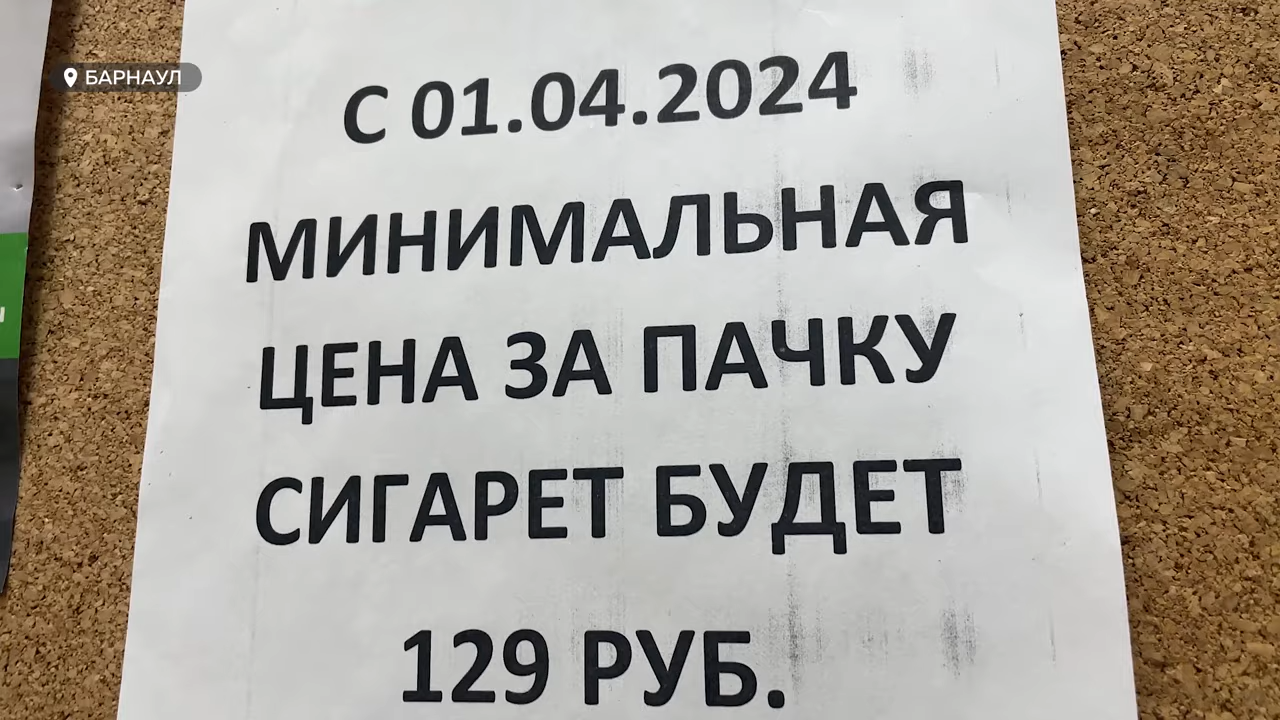 БАРНАУЛ
С 01.04.2024
МИНИМАЛЬНАЯ
ЦЕНА ЗА ПАЧКУ
СИГАРЕТ БУДЕТ
129 РУБ.